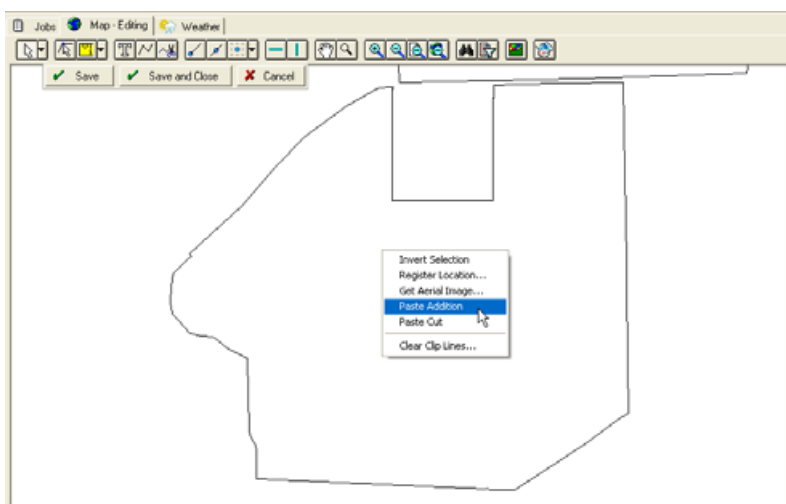 Jobs Map - Editing Weather
Save Save and Close Cancel
Invert Selection
Register Location...
Get Aerial Image...
Paste Addition
Paste Cut
Clear Clip Lines...